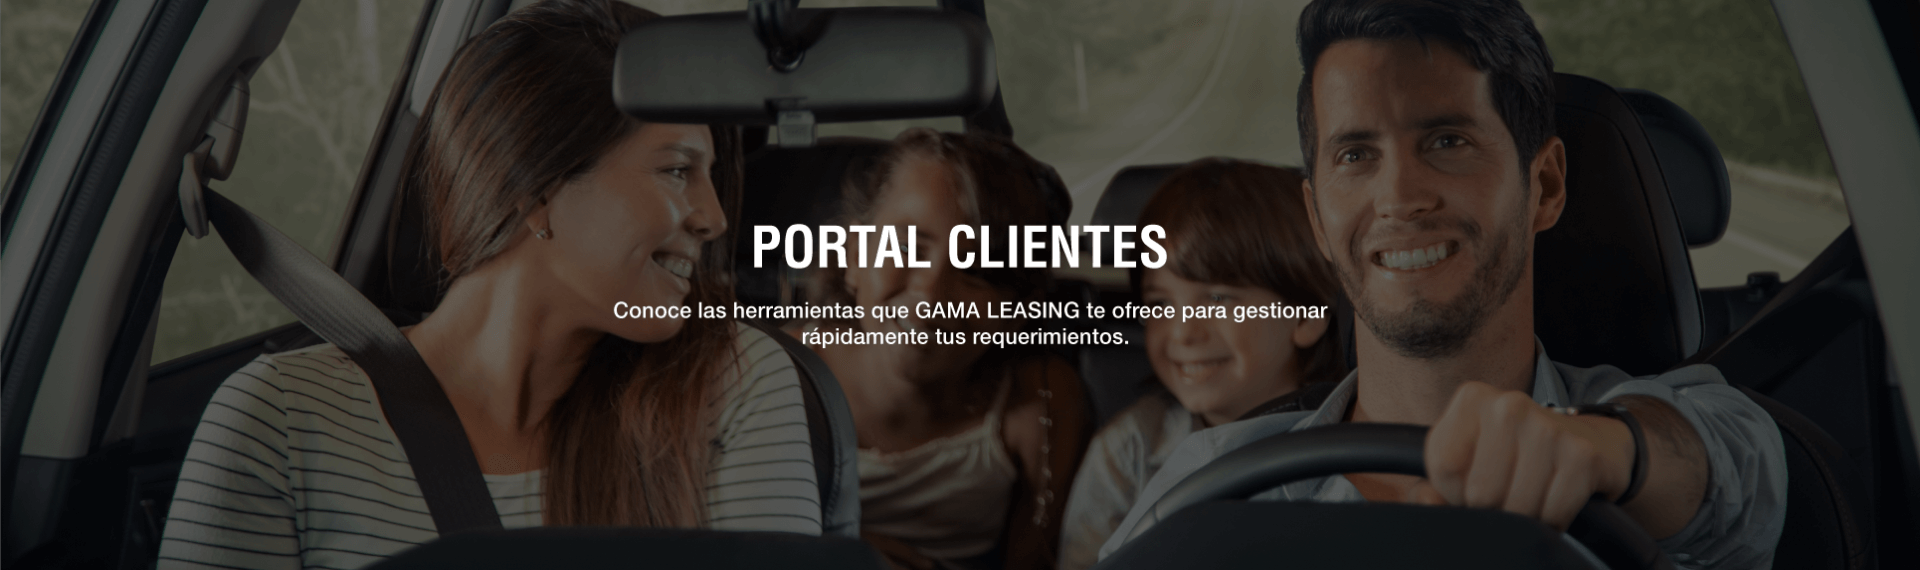 PORTAL CLIENTES
Conoce las herramientas que GAMA LEASING te ofrece para gestionar
rápidamente tus requerimientos.